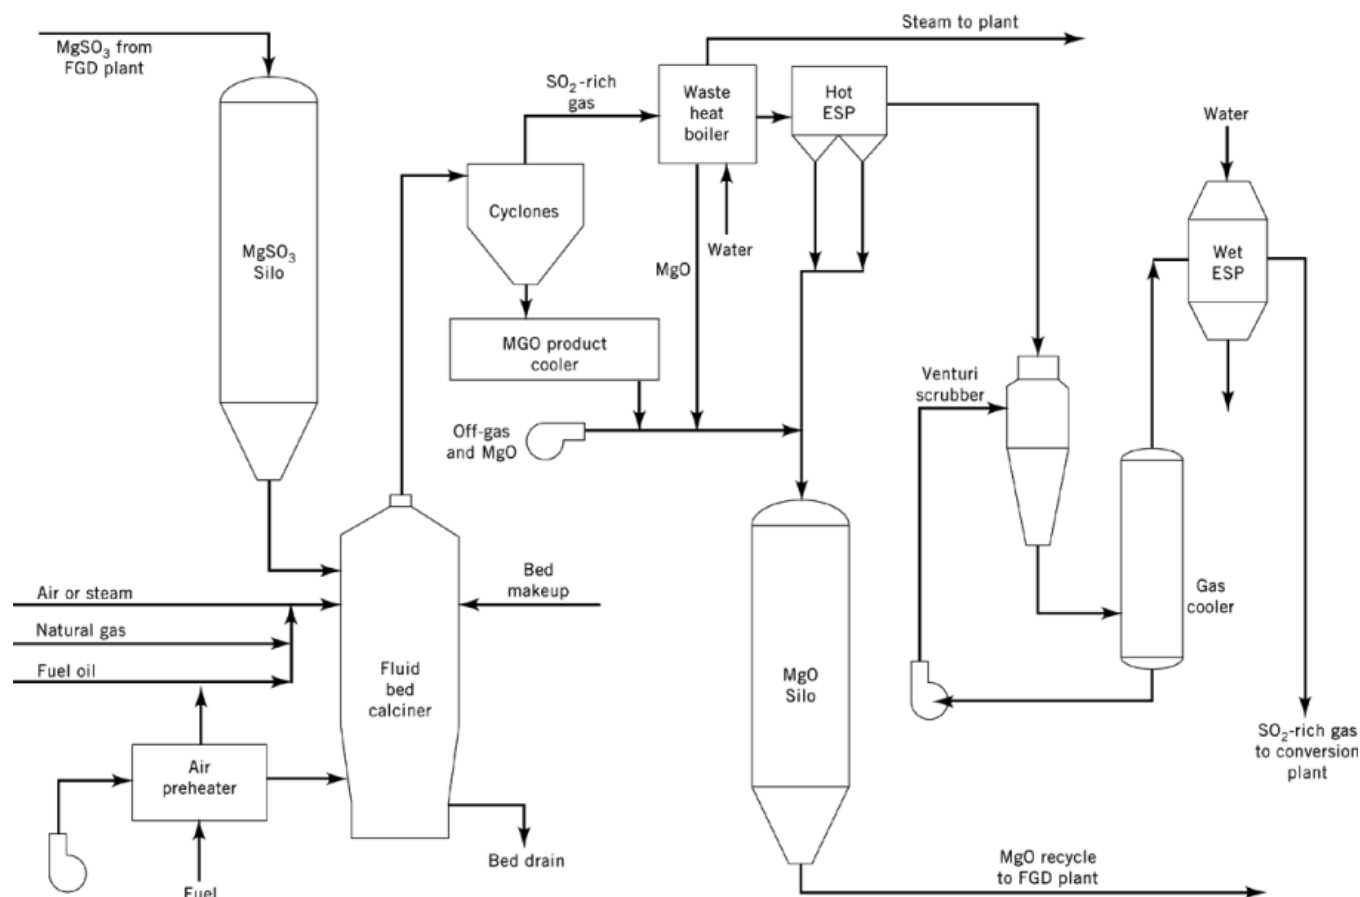 MgSO₃ from
FGD plant
MgSO₃
Silo
Air or steam
Natural gas
Fuel oil
Air
preheater
Fuel
Fluid
bed
calciner
Bed
makeup
Bed drain
SO₂-rich
gas
Cyclones
MGO product
cooler
Off-gas
and MgO
Waste
heat
boiler
Steam to plant
Water
MgO
Hot
ESP
MgO
Silo
MgO recycle
to FGD plant
Venturi
scrubber
Gas
cooler
Water
Wet
ESP
SO₂-rich gas
to conversion
plant